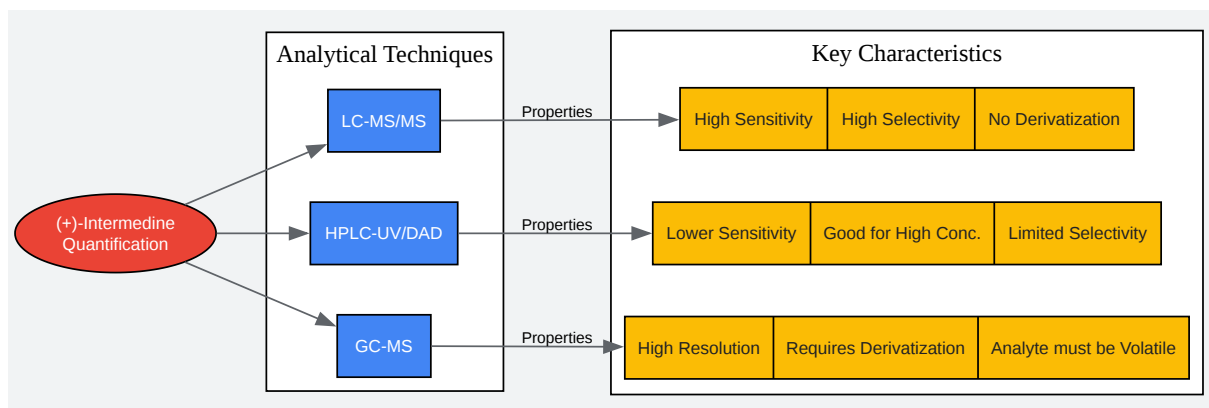 Analytical Techniques
Key Characteristics
LC-MS/MS
Properties
High Sensitivity
High Selectivity
No Derivatization
(+)-Intermedine
Quantification
HPLC-UV/DAD
Properties
Lower Sensitivity
Good for High Conc.
Limited Selectivity
GC-MS
Properties
High Resolution
Requires Derivatization
Analyte must be Volatile